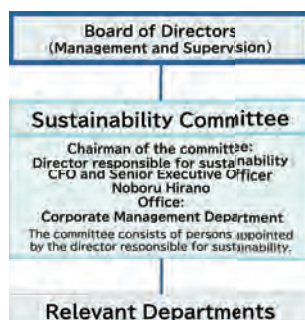 Board of Directors
(Management and Supervision)
Sustainability Committee
Chairman of the committee:
Director responsible for sustainability
CFO and Senior Executive Officer
Noboru Hirano
Office:
Corporate Management Department
The committee consists of persons appointed
by the director responsible for sustainability.
Relevant Departments